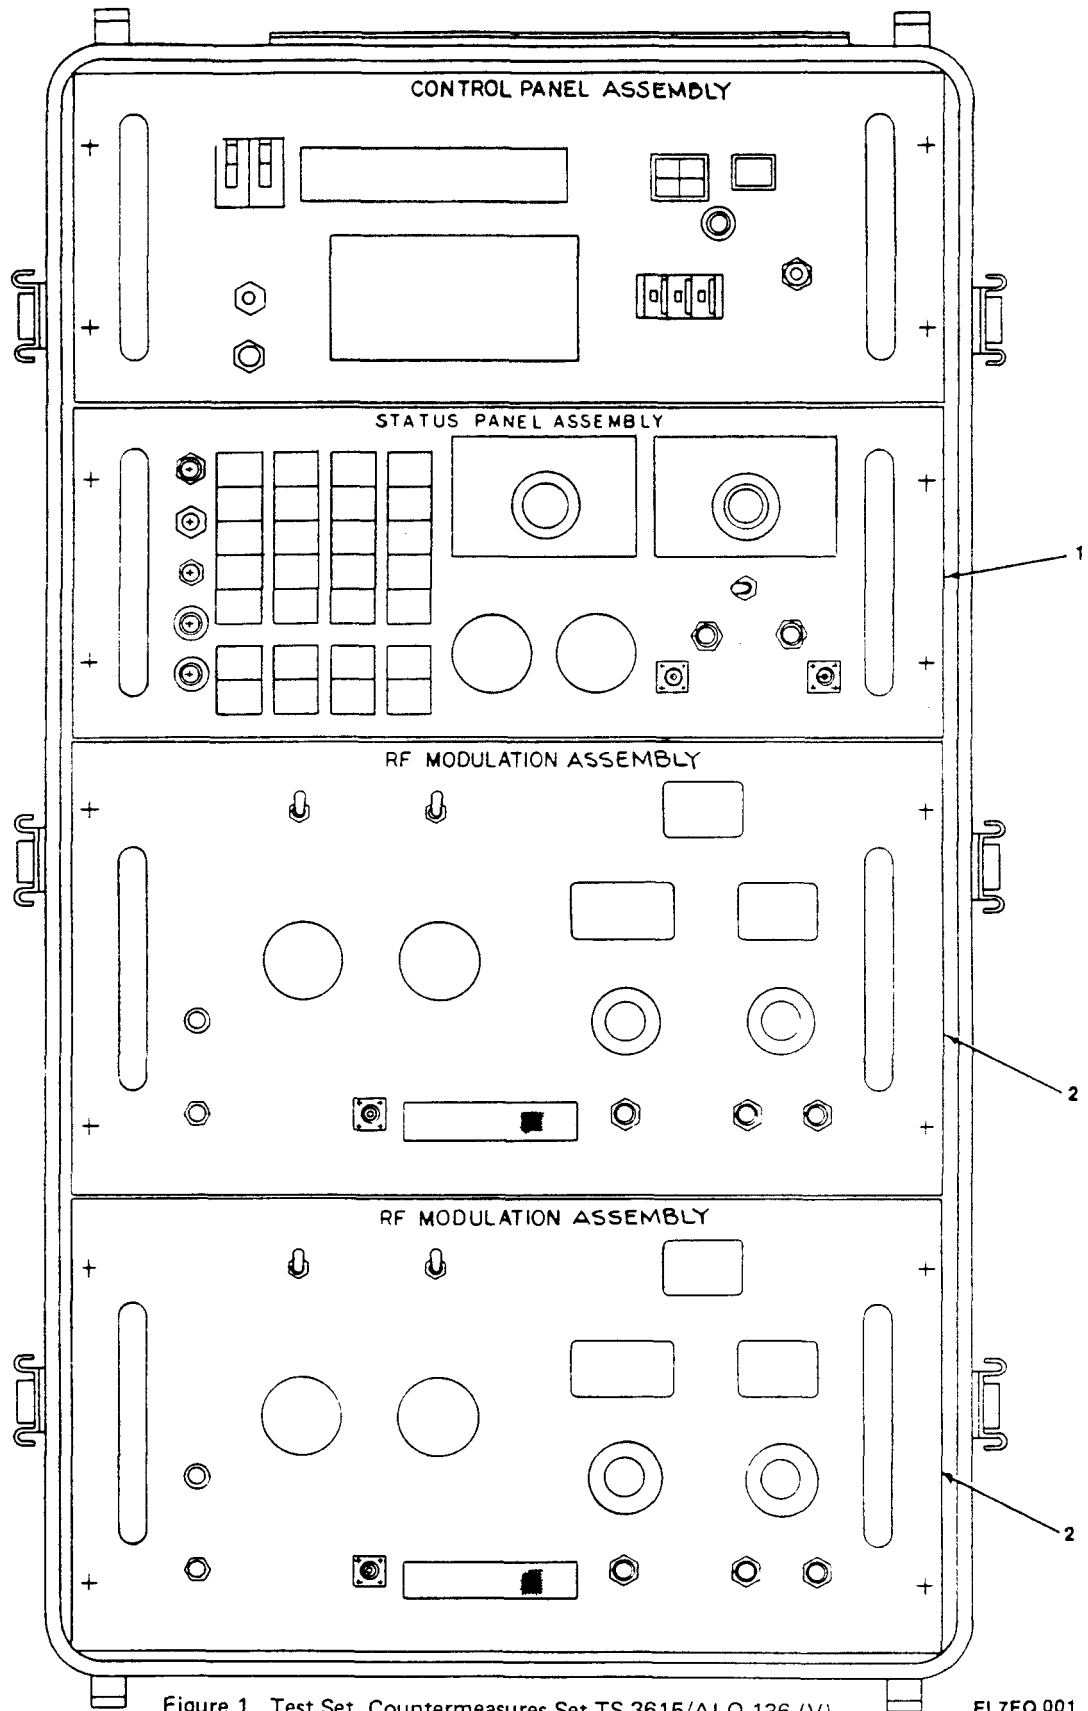 CONTROL PANEL ASSEMBLY
STATUS PANEL ASSEMBLY
1
RF MODULATION ASSEMBLY
2
RF MODULATION ASSEMBLY
2
Figure 1. Test Set, Countermeasures Set TS-3615/ALQ-136 (V)
EL7EQ001